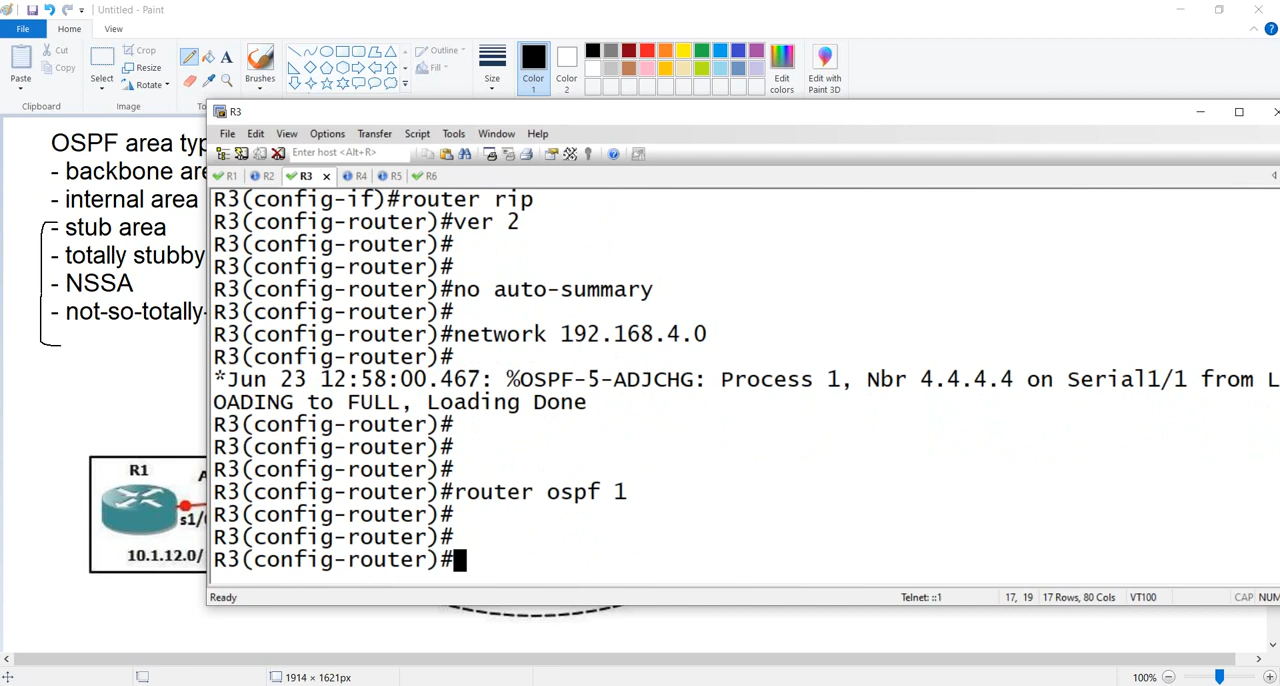 Untitled - Paint
File
Home
View
Paste
Cut
Copy
Clipboard
Select
Crop
Resize
Rotate
Image
Brushes
Outline
Fill
Size
Color
1
Color
2
Edit
colors
Edit with
Paint 3D
OSPF area typ
- backbone are
- internal area
- stub area
- totally stubby
- NSSA
- not-so-totally-
R1
s1/
10.1.12.0/
R3
File Edit View Options Transfer Script Tools Window Help
Enter host <Alt+R>
R1 R2 R3 R4 R5 R6
R3(config-if)#router rip
R3(config-router)#ver 2
R3(config-router)#
R3(config-router)#
R3(config-router)#no auto-summary
R3(config-router)#
R3(config-router)#network 192.168.4.0
R3(config-router)#
*Jun 23 12:58:00.467: %OSPF-5-ADJCHG: Process 1, Nbr 4.4.4.4 on Serial1/1 from L
OADING to FULL, Loading Done
R3(config-router)#
R3(config-router)#
R3(config-router)#
R3(config-router)#router ospf 1
R3(config-router)#
R3(config-router)#
R3(config-router)#
Ready
Telnet: ::1 17, 19 17 Rows, 80 Cols VT100 CAP NUM
1914 × 1621px
100%